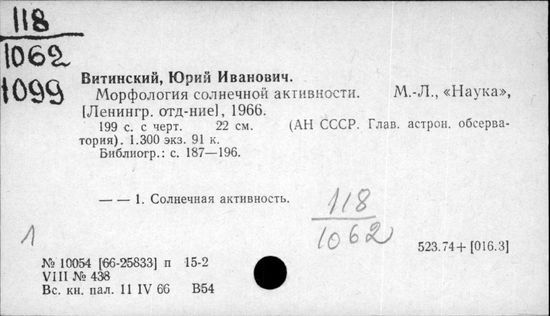 118
1062
1099
Витинский, Юрий Иванович.
Морфология солнечной активности. М.-Л., «Наука»,
[Ленингр. отд-ние], 1966.
199 с. с черт. 22 см. (АН СССР. Глав. астрон. обсерва-
тория). 1.300 экз. 91 к.
Библиогр.: с. 187—196.
— — 1. Солнечная активность.
118
1062
1
523.74+[016.3]
№ 10054 [66-25833] п 15-2
VIII № 438
Вс. кн. пал. 11 IV 66 В54